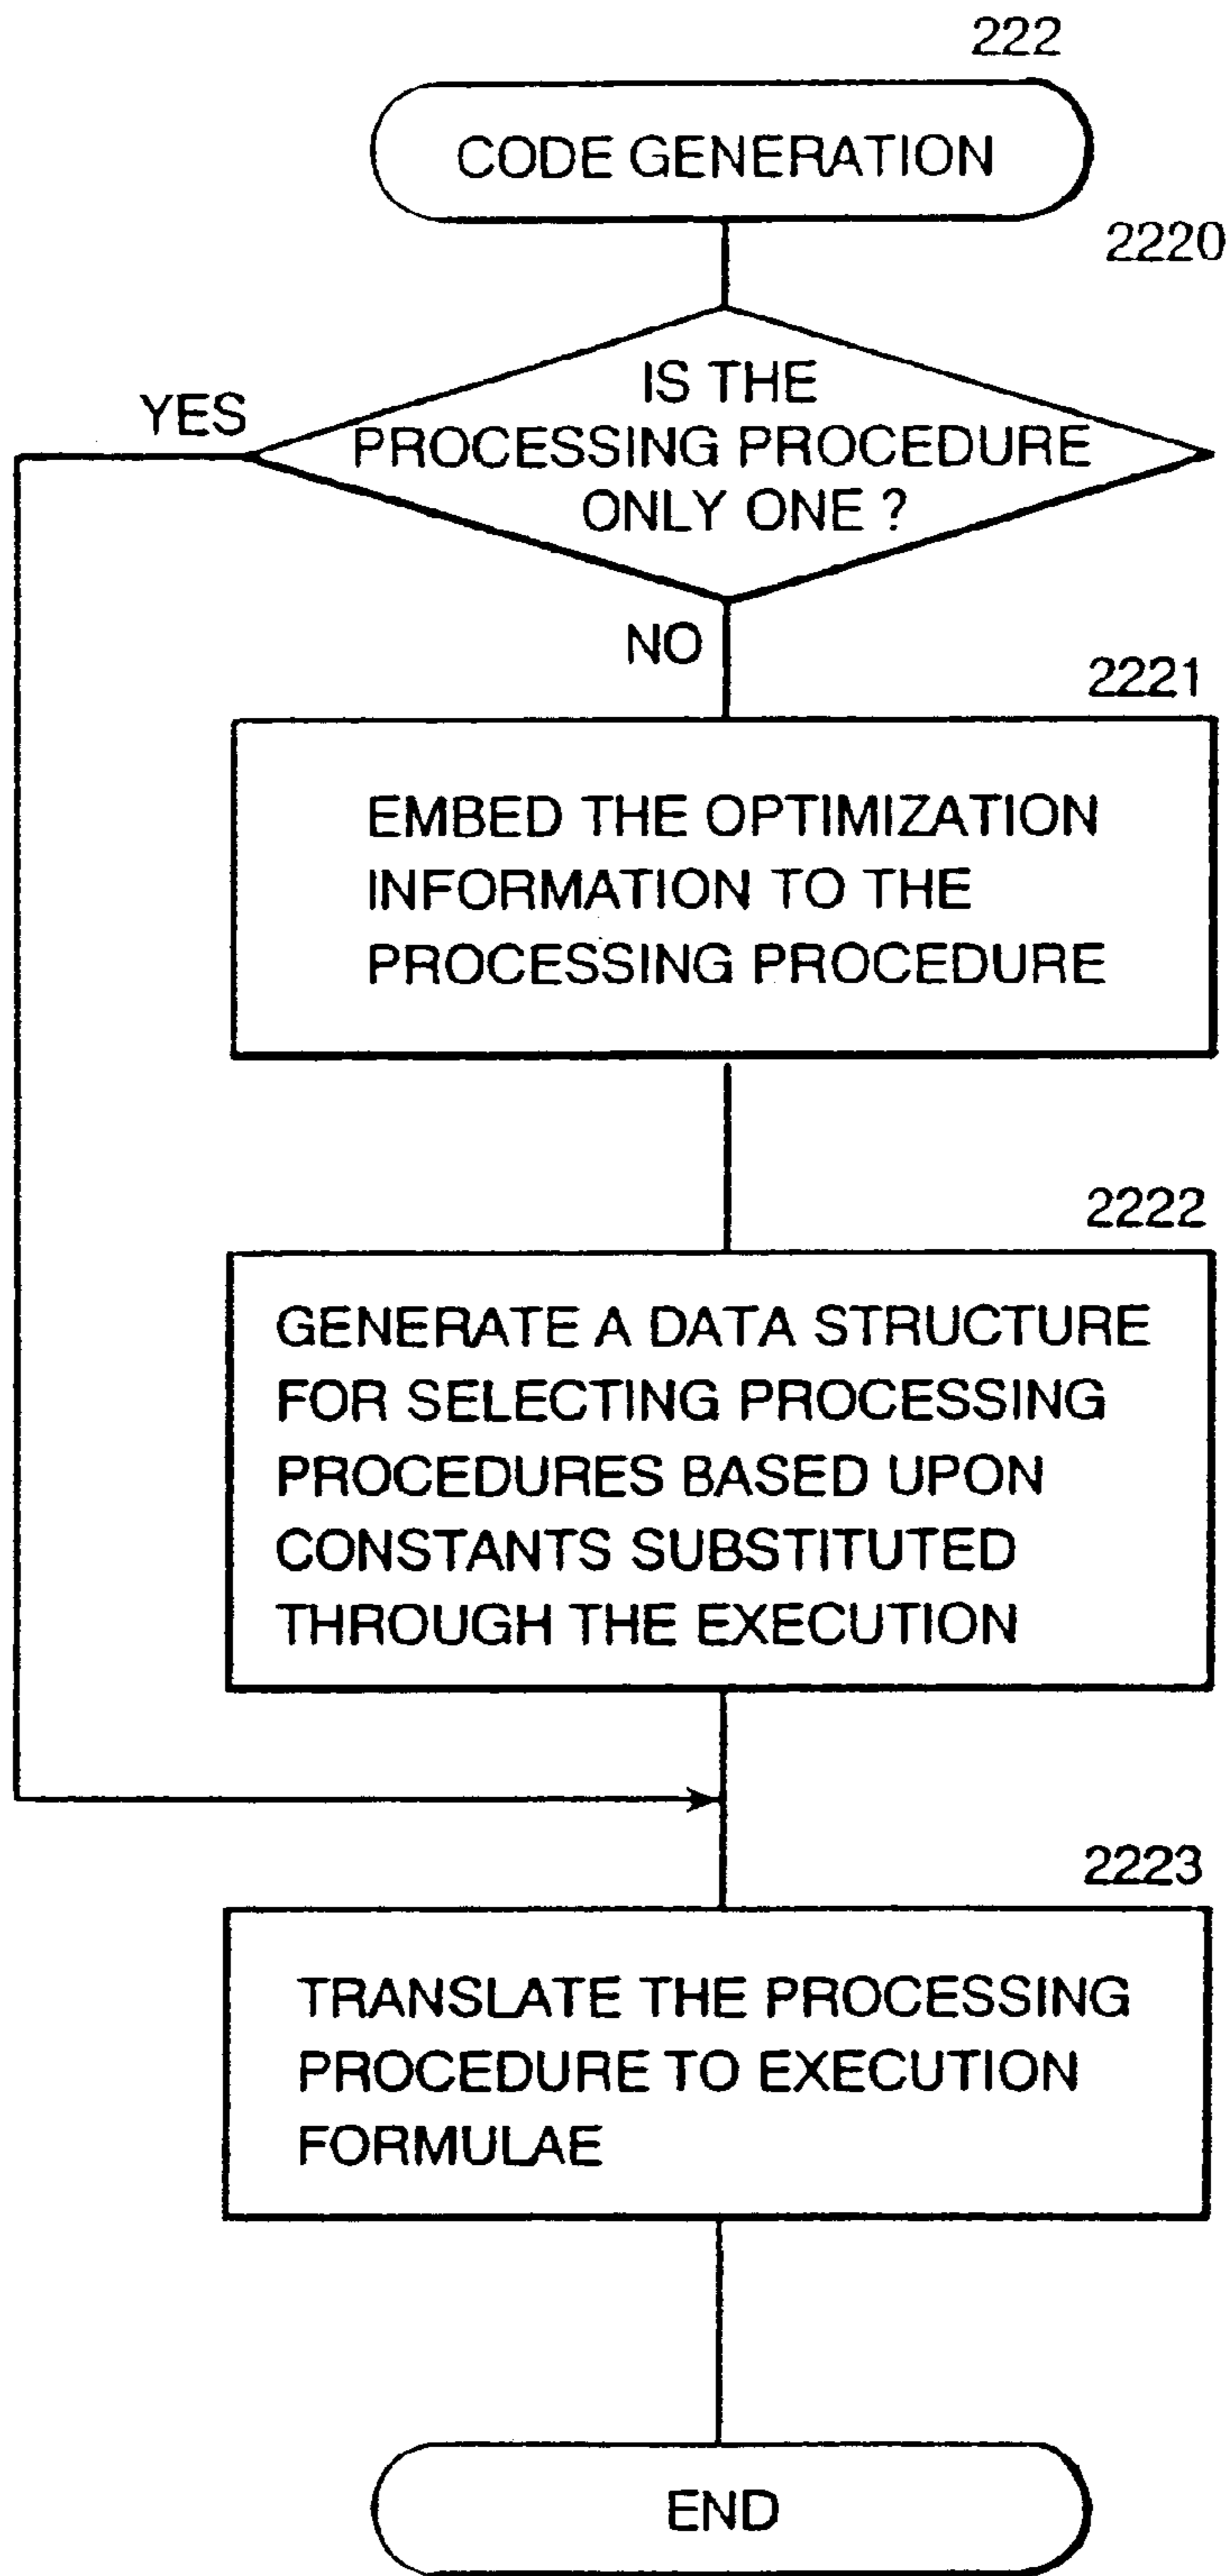 222
CODE GENERATION
2220
IS THE
YES
PROCESSING PROCEDURE
ONLY ONE ?
NO
2221
EMBED THE OPTIMIZATION
INFORMATION TO THE
PROCESSING PROCEDURE
2222
GENERATE A DATA STRUCTURE
FOR SELECTING PROCESSING
PROCEDURES BASED UPON
CONSTANTS SUBSTITUTED
THROUGH THE EXECUTION
2223
TRANSLATE THE PROCESSING
PROCEDURE TO EXECUTION
FORMULAE
END